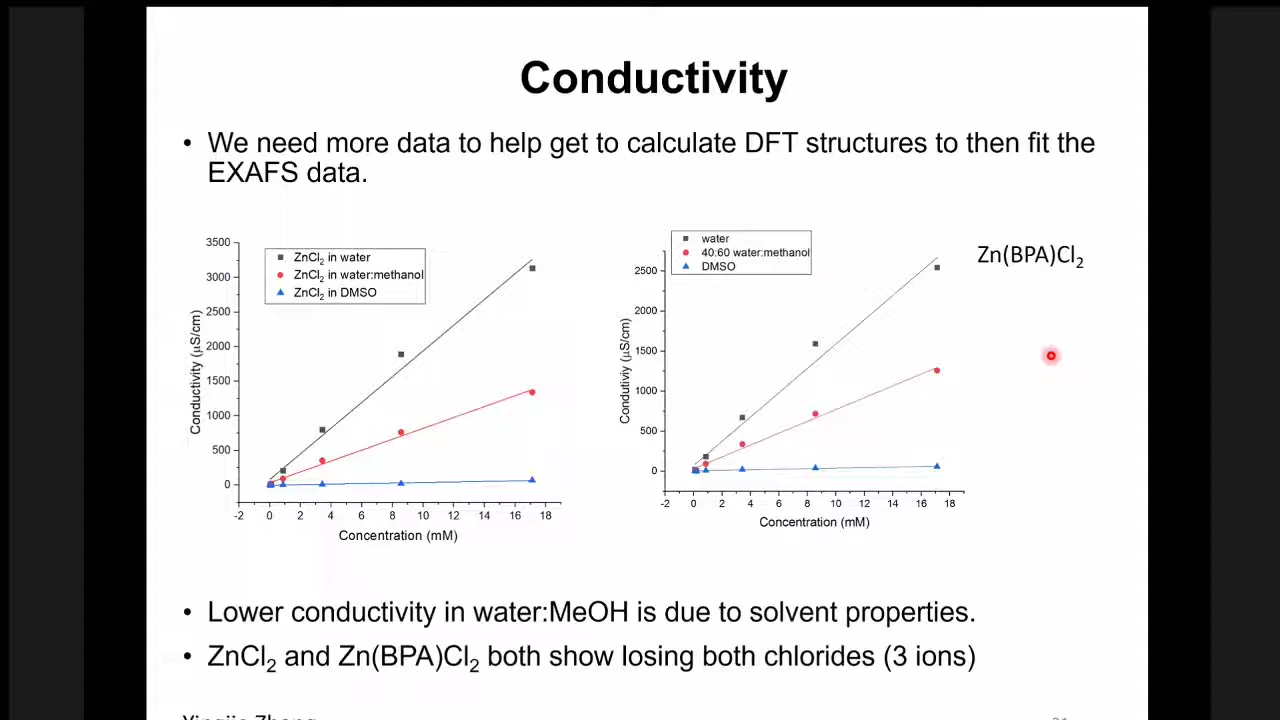 Conductivity
• We need more data to help get to calculate DFT structures to then fit the
EXAFS data.
ZnCl2 in water
ZnCl2 in water:methanol
ZnCl2 in DMSO
3500
3000
2500
2000
1500
1000
500
0
Conductivity (µS/cm)
-2 0 2 4 6 8 10 12 14 16 18
Concentration (mM)
water
40:60 water:methanol
DMSO
Zn(BPA)Cl2
2500
2000
1500
1000
500
0
Condutiviy (µS/cm)
-2 0 2 4 6 8 10 12 14 16 18
Concentration (mM)
• Lower conductivity in water:MeOH is due to solvent properties.
• ZnCl2 and Zn(BPA)Cl2 both show losing both chlorides (3 ions)